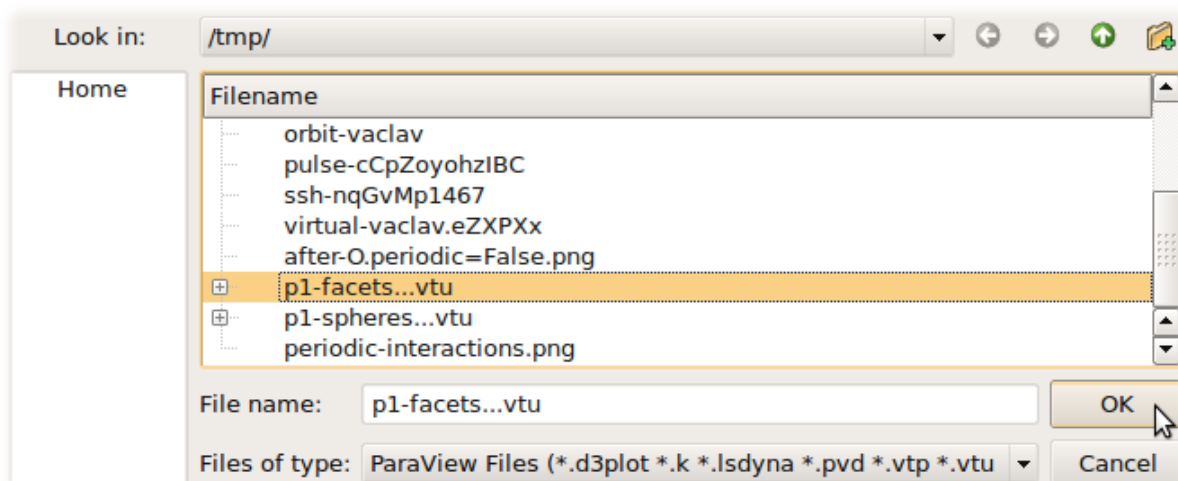 Look in: /tmp/
Home
Filename
orbit-vaclav
pulse-cCpZoyohzIBC
ssh-nqGvMp1467
virtual-vaclav.eZXPXx
after-O.periodic=False.png
p1-facets...vtu
p1-spheres...vtu
periodic-interactions.png
File name: p1-facets...vtu OK
Files of type: ParaView Files (*.d3plot *.k *.lsdyna *.pvd *.vtp *.vtu Cancel